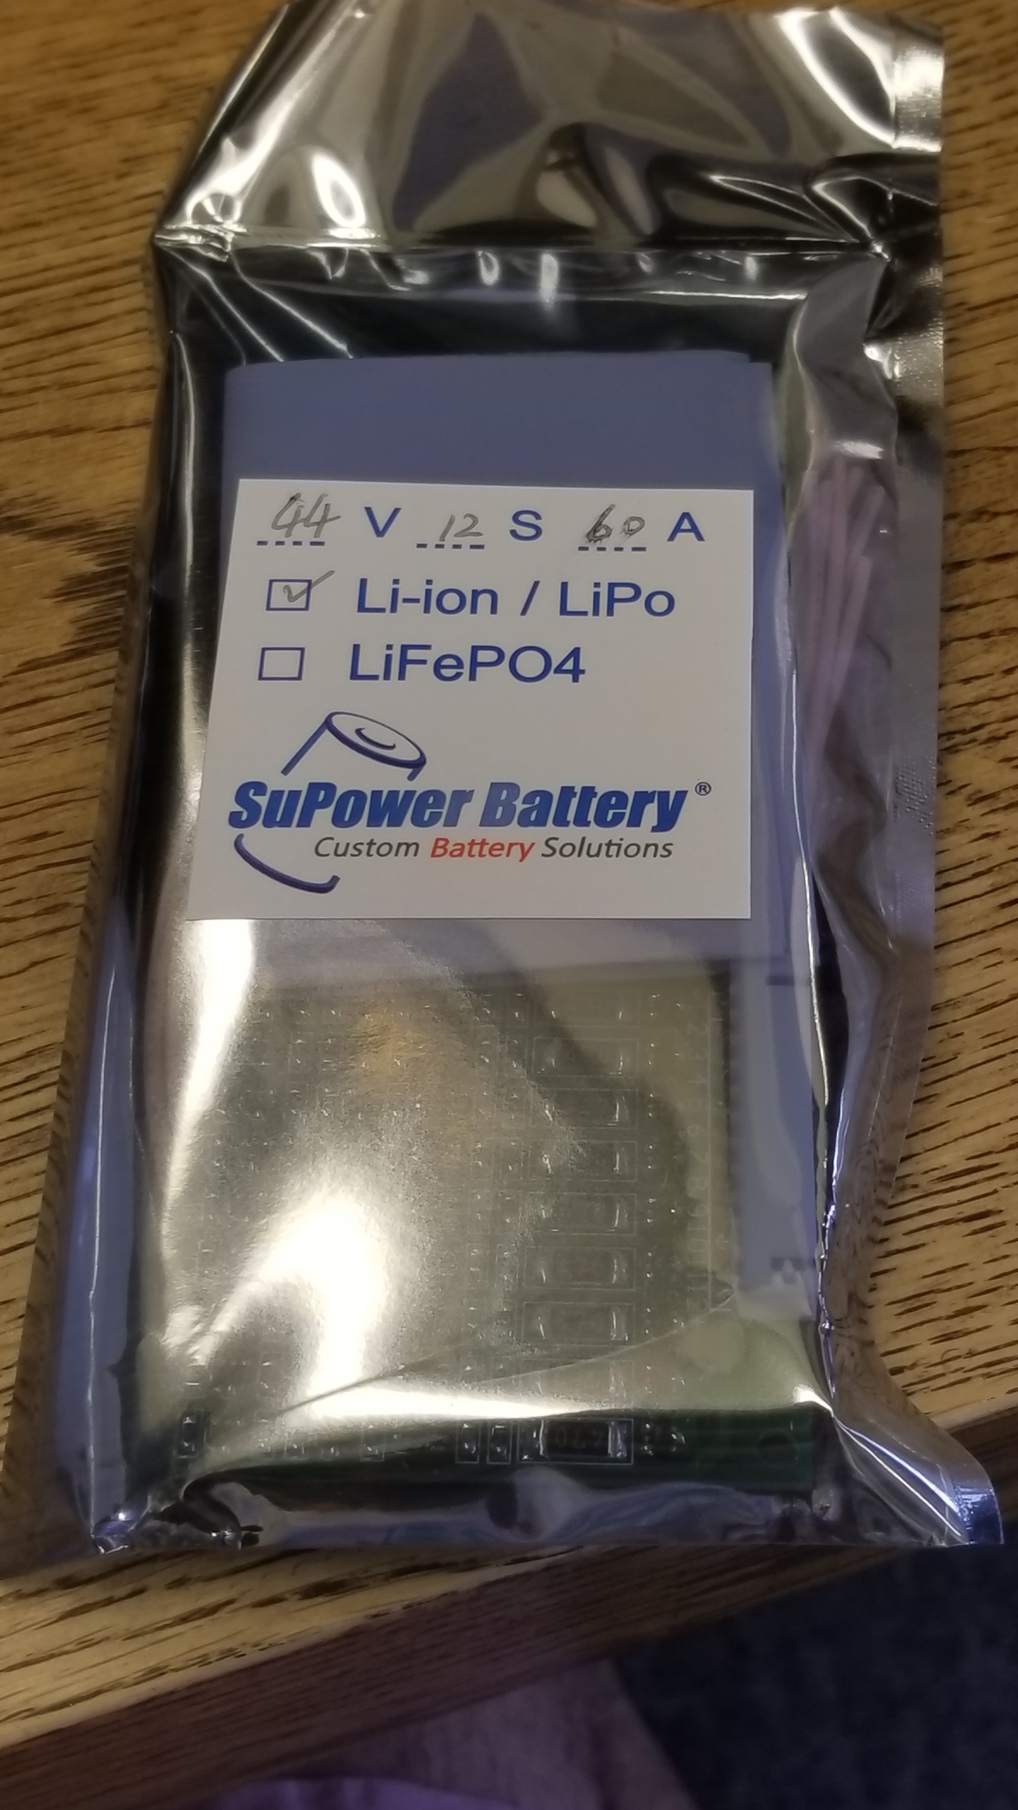 44 V 12 S 60 A
Li-ion / LiPo
LiFePO4
SuPower Battery ®
Custom Battery Solutions